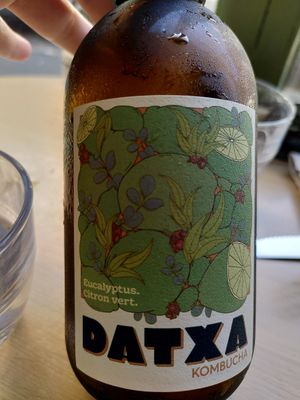 Eucalyptus.
Citron vert.
DATXA
KOMBUCHA